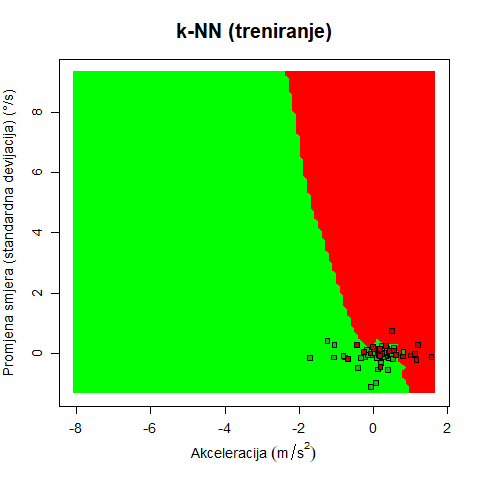 k-NN (treniranje)
Promjena smjera (standardna devijacija) (°/s)
8
6
4
2
0
-8 -6 -4 -2 0 2
Akceleracija (m/s²)